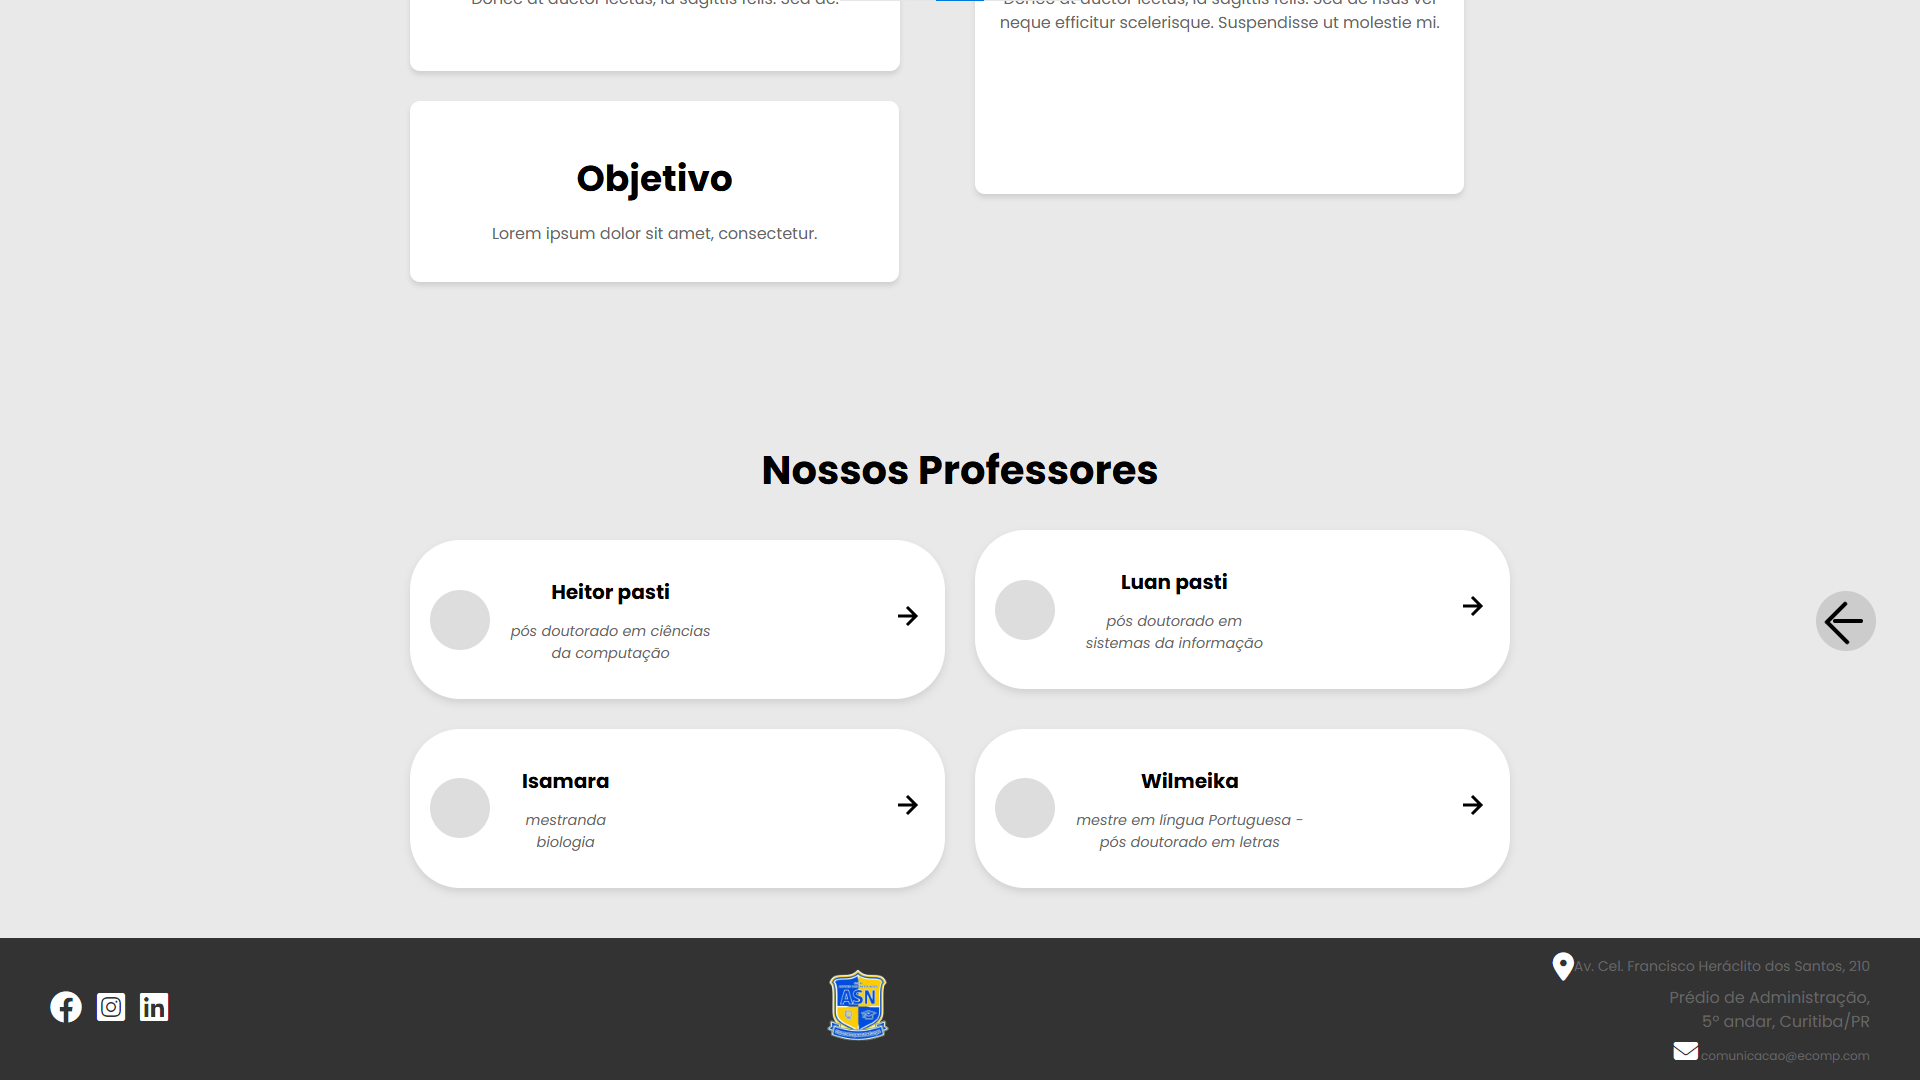 neque efficitur scelerisque. Suspendisse ut molestie mi.
Objetivo
Lorem ipsum dolor sit amet, consectetur.
Nossos Professores
Heitor pasti
pós doutorado em ciências
da computação
Luan pasti
pós doutorado em
sistemas da informação
Isamara
mestranda
biologia
Wilmeika
mestre em língua Portuguesa -
pós doutorado em letras
ASN
Av. Cel. Francisco Heráclito dos Santos, 210
Prédio de Administração,
5º andar, Curitiba/PR
comunicacao@ecomp.com